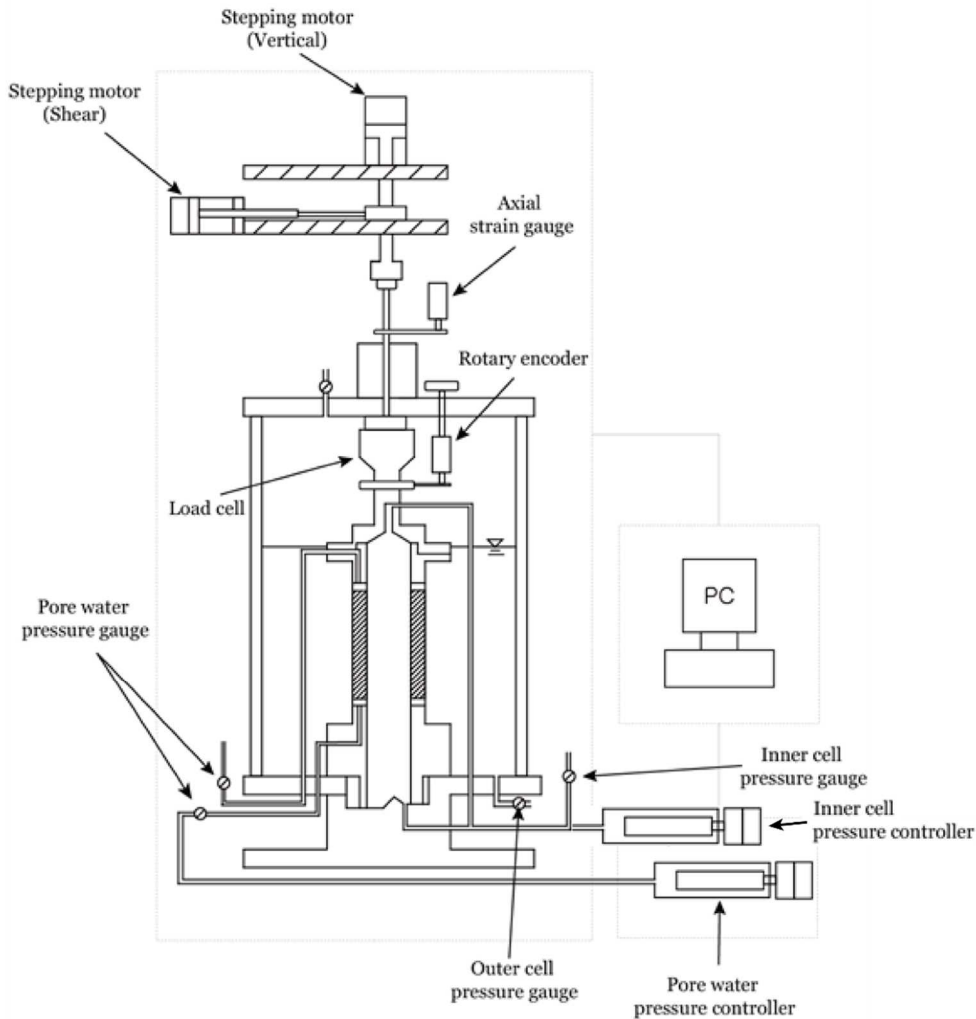 Stepping motor
(Vertical)
Stepping motor
(Shear)
Axial
strain gauge
Rotary encoder
Load cell
PC
Pore water
pressure gauge
Inner cell
pressure gauge
Inner cell
pressure controller
Outer cell
pressure gauge
Pore water
pressure controller